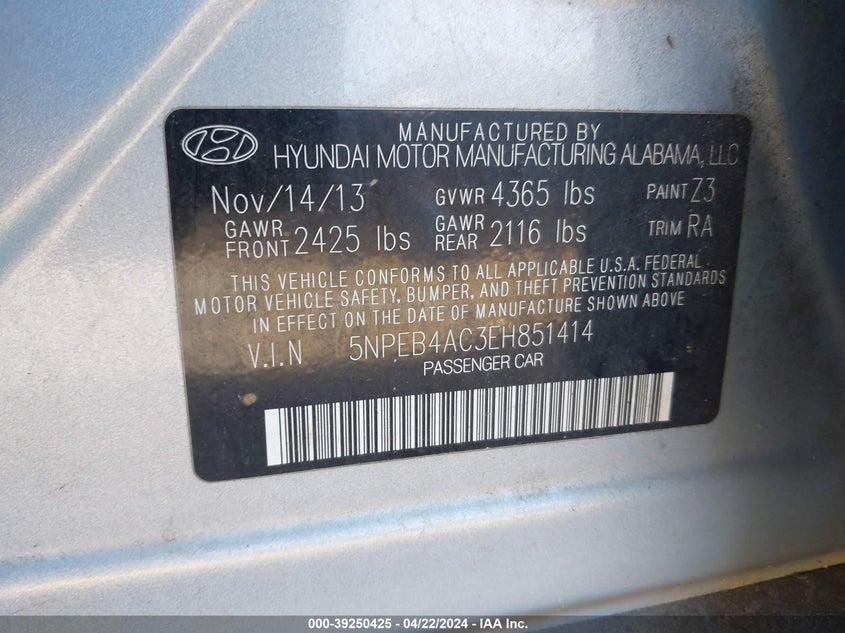 MANUFACTURED BY
HYUNDAI MOTOR MANUFACTURING ALABAMA, LLC
Nov/14/13 GVWR 4365 lbs PAINT Z3
GAWR FRONT 2425 lbs GAWR REAR 2116 lbs TRIM RA
THIS VEHICLE CONFORMS TO ALL APPLICABLE U.S.A. FEDERAL
MOTOR VEHICLE SAFETY, BUMPER, AND THEFT PREVENTION STANDARDS
IN EFFECT ON THE DATE OF MANUFACTURE SHOWN ABOVE
V.I.N 5NPEB4AC3EH851414
PASSENGER CAR
000-39250425 - 04/22/2024 - IAA Inc.